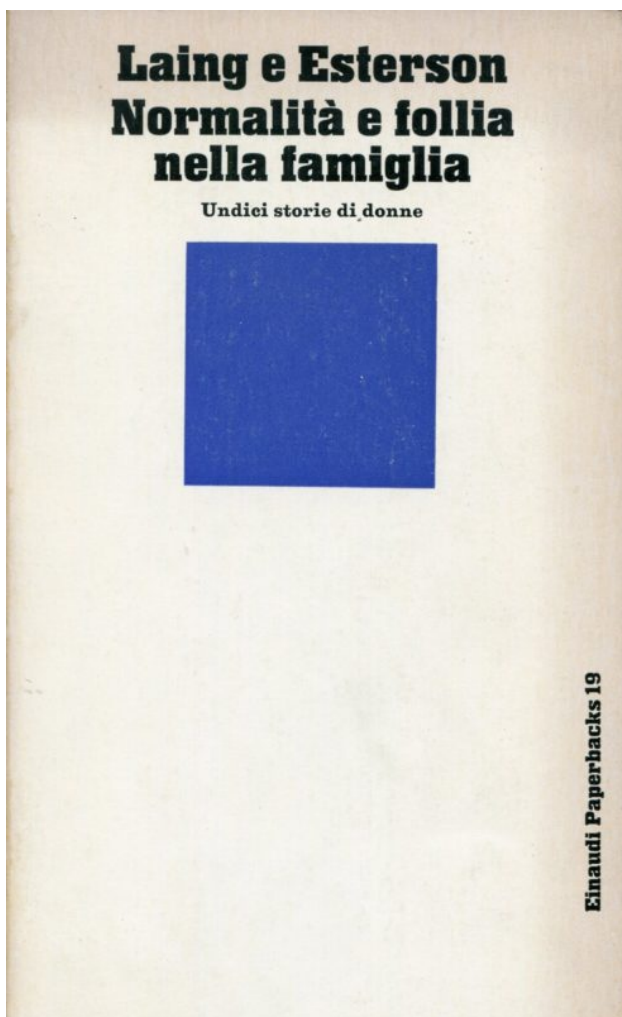 Laing e Esterson
Normalità e follia
nella famiglia
Undici storie di donne
Einaudi Paperbacks 19